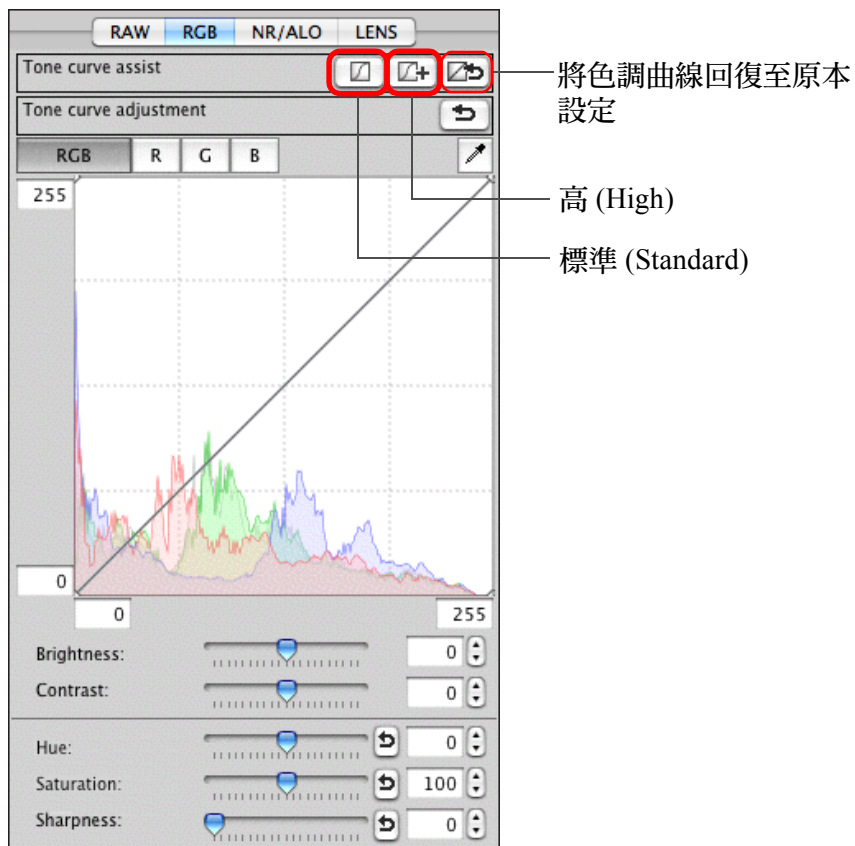 RAW RGB NR/ALO LENS
Tone curve assist
將色調曲線回復至原本
設定
Tone curve adjustment
RGB R G B
255
高 (High)
標準 (Standard)
0
0 255
Brightness: 0
Contrast: 0
Hue: 0
Saturation: 100
Sharpness: 0